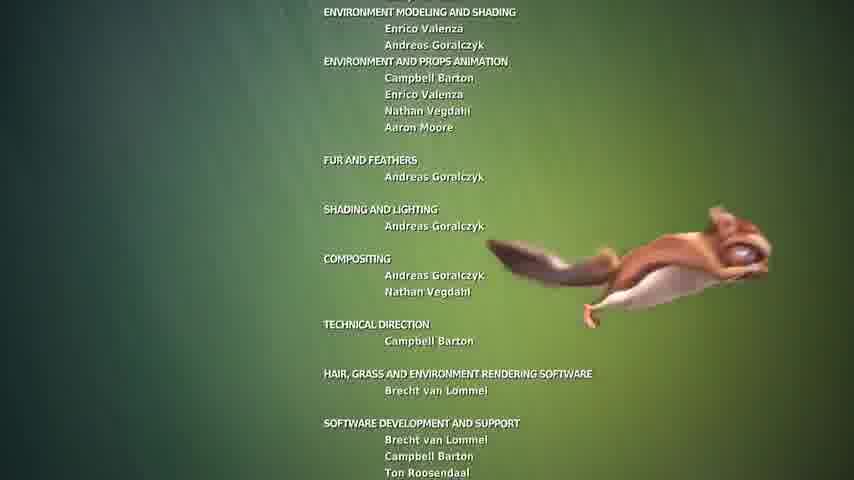 ENVIRONMENT MODELING AND SHADING
Enrico Valenza
Andreas Goralczyk
ENVIRONMENT AND PROPS ANIMATION
Campbell Barton
Enrico Valenza
Nathan Vegdahl
Aaron Moore
FUR AND FEATHERS
Andreas Goralczyk
SHADING AND LIGHTING
Andreas Goralczyk
COMPOSITING
Andreas Goralczyk
Nathan Vegdahl
TECHNICAL DIRECTION
Campbell Barton
HAIR, GRASS AND ENVIRONMENT RENDERING SOFTWARE
Brecht van Lommel
SOFTWARE DEVELOPMENT AND SUPPORT
Brecht van Lommel
Campbell Barton
Ton Roosendaal